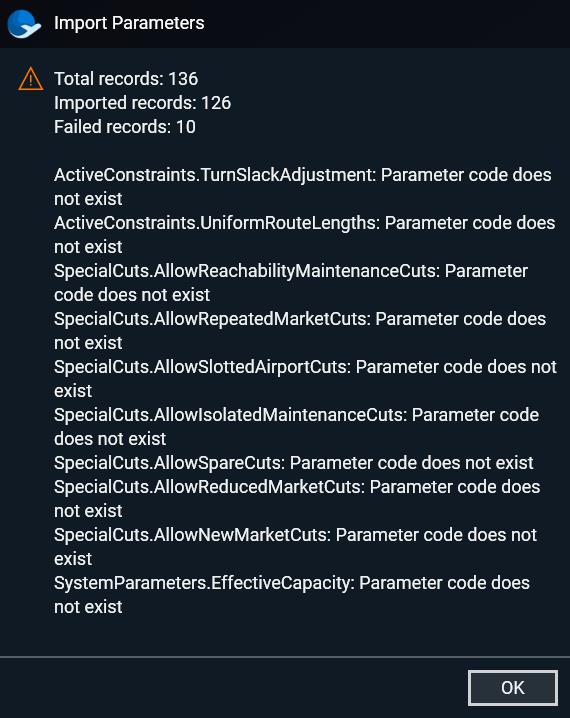 Import Parameters
Total records: 136
Imported records: 126
Failed records: 10
ActiveConstraints.TurnSlackAdjustment: Parameter code does
not exist
ActiveConstraints.UniformRouteLengths: Parameter code does
not exist
SpecialCuts.AllowReachabilityMaintenanceCuts: Parameter
code does not exist
SpecialCuts.AllowRepeatedMarketCuts: Parameter code does
not exist
SpecialCuts.AllowSlottedAirportCuts: Parameter code does not
exist
SpecialCuts.AllowIsolatedMaintenanceCuts: Parameter code
does not exist
SpecialCuts.AllowSpareCuts: Parameter code does not exist
SpecialCuts.AllowReducedMarketCuts: Parameter code does
not exist
SpecialCuts.AllowNewMarketCuts: Parameter code does not
exist
SystemParameters.EffectiveCapacity: Parameter code does
not exist
OK